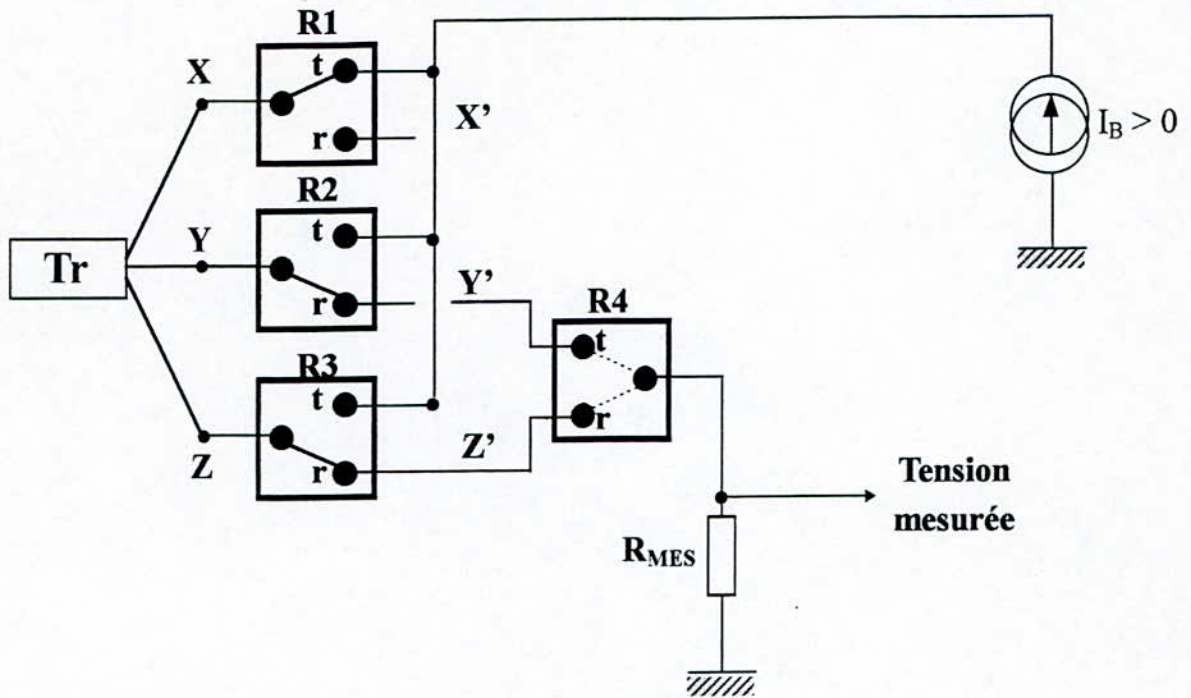 R1
t
X
X'
r
I_B > 0
R2
t
Y
Tr
r
Y'
R4
t
R3
t
r
Z'
Z
r
Tension
mesurée
R_MES